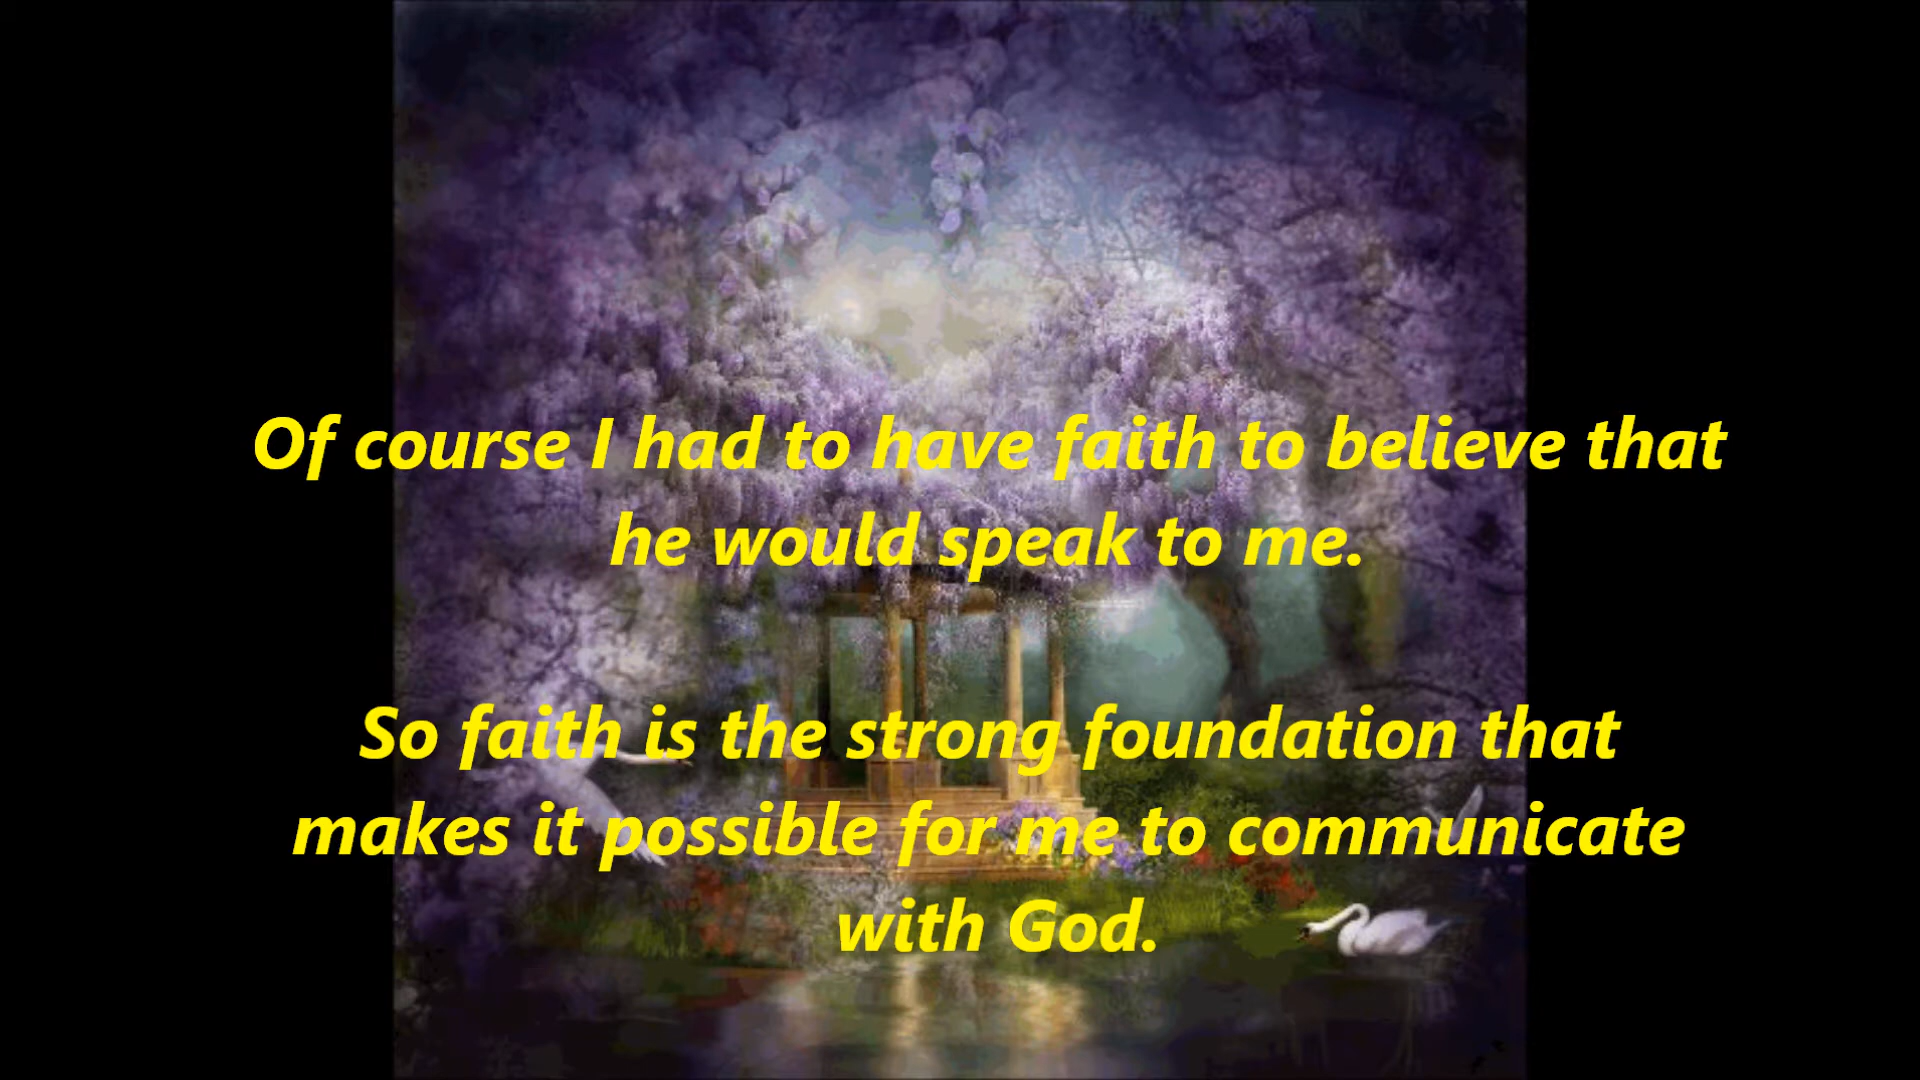 Of course I had to have faith to believe that
he would speak to me.
So faith is the strong foundation that
makes it possible for me to communicate
with God.